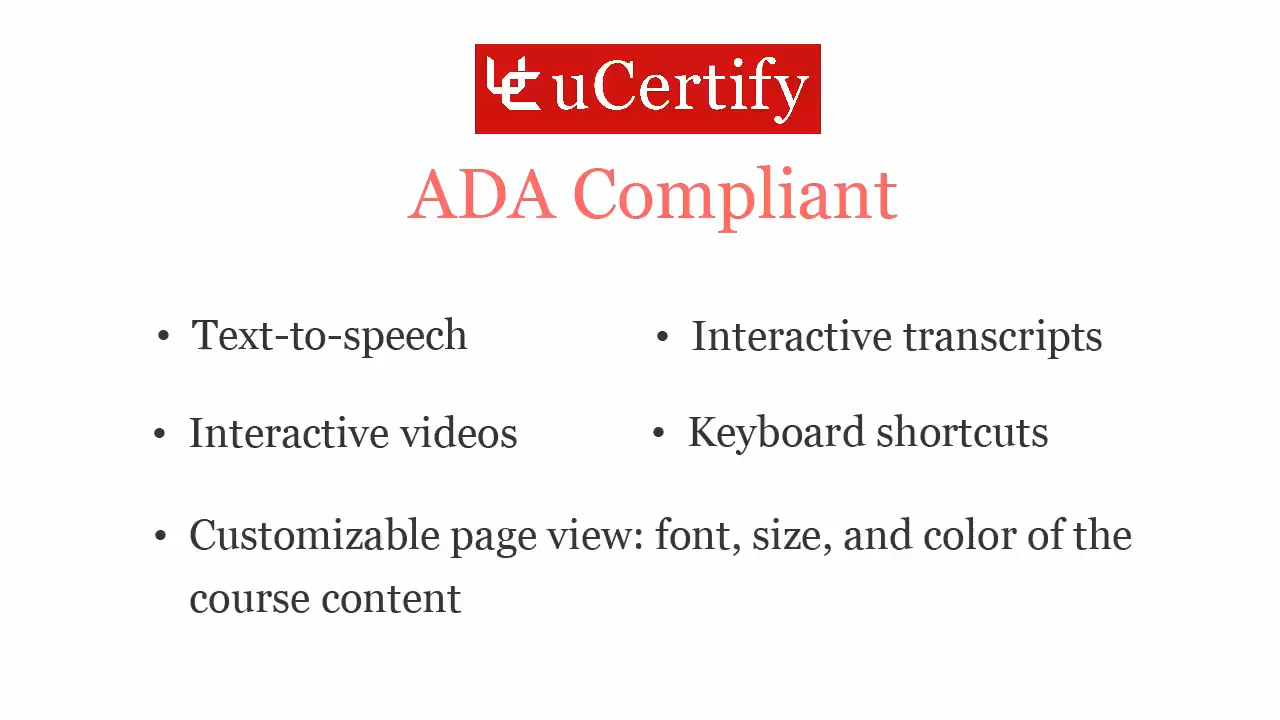 uCertify
ADA Compliant
• Text-to-speech
• Interactive transcripts
• Interactive videos
• Keyboard shortcuts
• Customizable page view: font, size, and color of the
course content